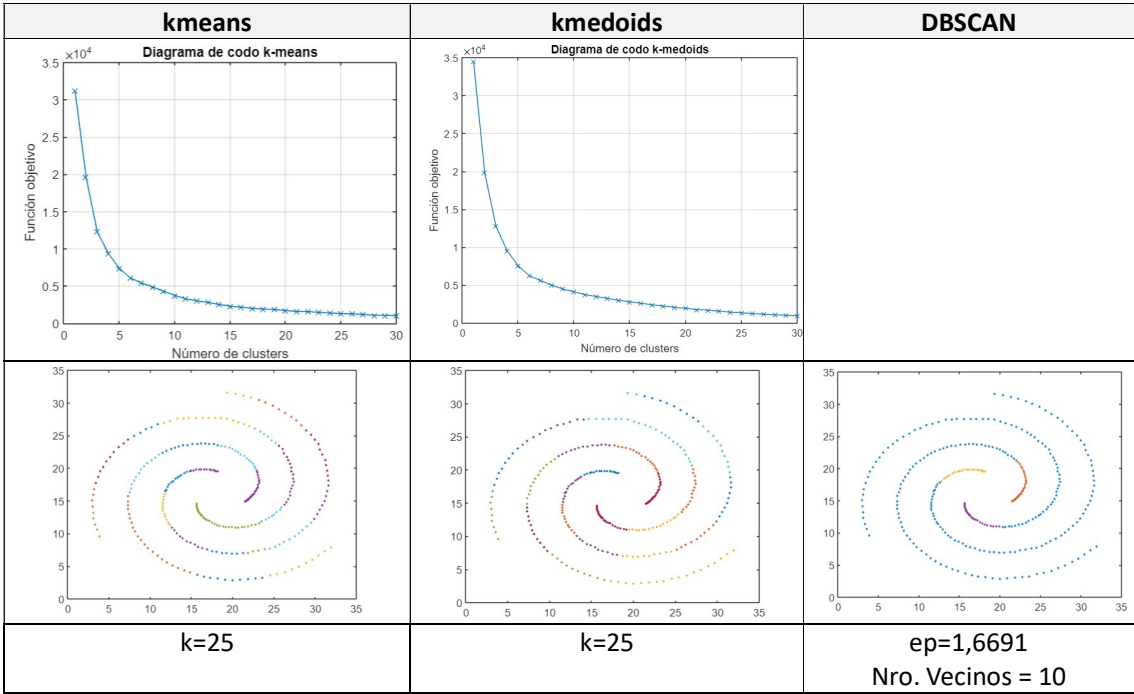 kmeans
kmedoids
DBSCAN
Diagrama de codo k-means
×10⁴
3.5
3
2.5
2
1.5
1
0.5
0
Función objetivo
0 5 10 15 20 25 30
Número de clusters
Diagrama de codo k-medoids
×10⁴
3.5
3
2.5
2
1.5
1
0.5
0
Función objetivo
0 5 10 15 20 25 30
Número de clusters
35
30
25
20
15
10
5
0
0 5 10 15 20 25 30 35
35
30
25
20
15
10
5
0
0 5 10 15 20 25 30 35
35
30
25
20
15
10
5
0
0 5 10 15 20 25 30 35
k=25
k=25
ep=1,6691
Nro. Vecinos = 10